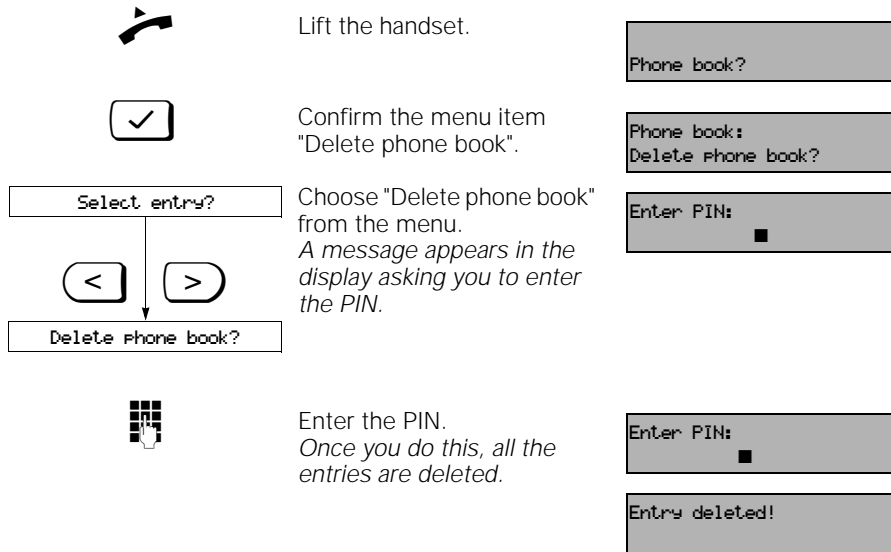 Lift the handset.
Phone book?
Confirm the menu item
"Delete phone book".
Phone book:
Delete phone book?
Select entry?
<
>
Delete phone book?
Choose "Delete phone book"
from the menu.
A message appears in the
display asking you to enter
the PIN.
Enter PIN:
Enter the PIN.
Once you do this, all the
entries are deleted.
Enter PIN:
Entry deleted!